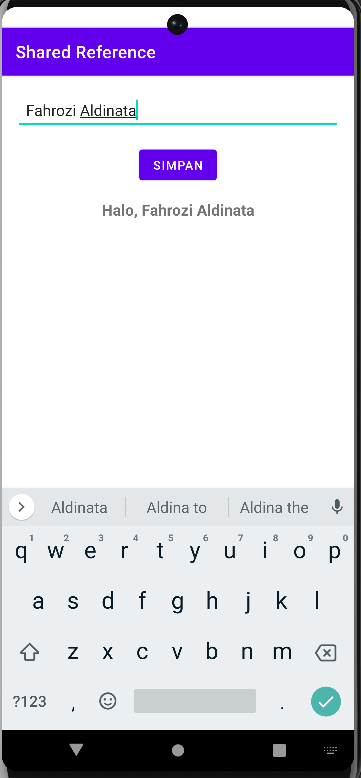 Shared Reference
Fahrozi Aldinata
SIMPAN
Halo, Fahrozi Aldinata
Aldinata Aldina to Aldina the
1 2 3 4 5 6 7 8 9 0
q w e r t y u i o p
a s d f g h j k l
z x c v b n m
?123 , .